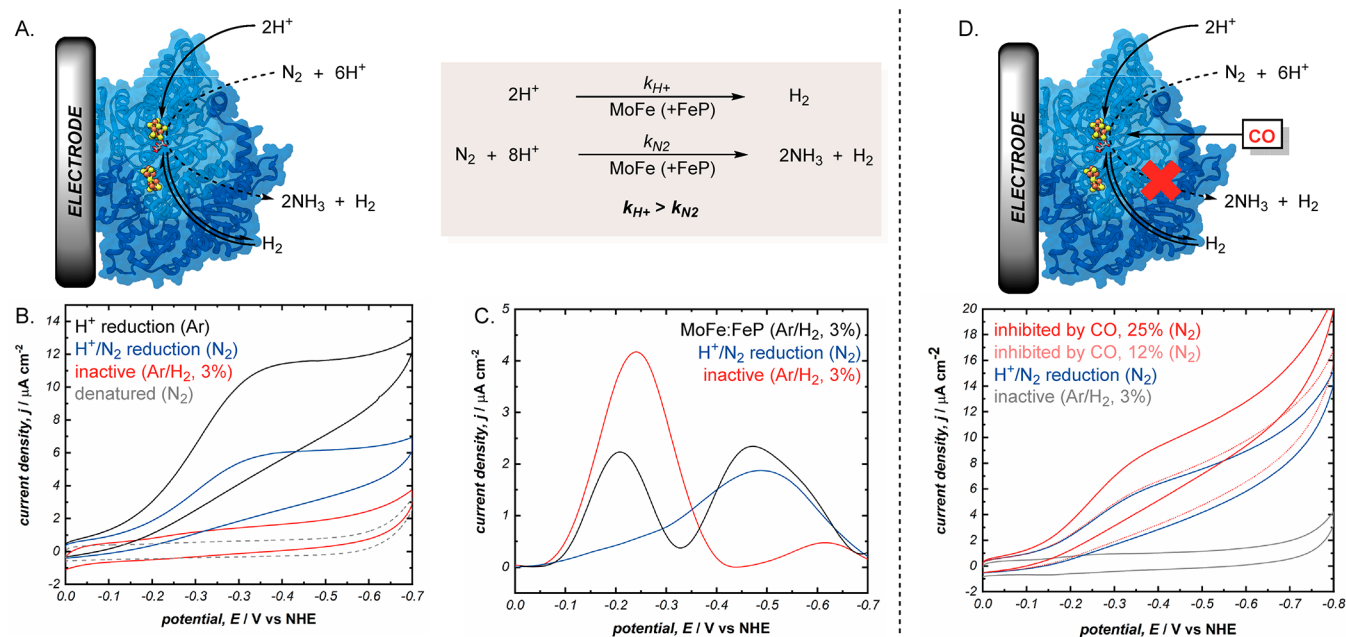 A.
2H⁺
N₂ + 6H⁺
ELECTRODE
2NH₃ + H₂
H₂
2H⁺ k_H+ H₂
MoFe (+FeP)
N₂ + 8H⁺ k_N2 2NH₃ + H₂
MoFe (+FeP)
k_H+ > k_N2
D.
2H⁺
N₂ + 6H⁺
CO
ELECTRODE
2NH₃ + H₂
H₂
B.
H⁺ reduction (Ar)
H⁺/N₂ reduction (N₂)
inactive (Ar/H₂, 3%)
denatured (N₂)
current density, j / µA cm⁻²
14
12
10
8
6
4
2
0
-2
0.0 -0.1 -0.2 -0.3 -0.4 -0.5 -0.6 -0.7
potential, E / V vs NHE
C.
MoFe:FeP (Ar/H₂, 3%)
H⁺/N₂ reduction (N₂)
inactive (Ar/H₂, 3%)
current density, j / µA cm⁻²
5
4
3
2
1
0
0.0 -0.1 -0.2 -0.3 -0.4 -0.5 -0.6 -0.7
potential, E / V vs NHE
inhibited by CO, 25% (N₂)
inhibited by CO, 12% (N₂)
H⁺/N₂ reduction (N₂)
inactive (Ar/H₂, 3%)
current density, j / µA cm⁻²
20
18
16
14
12
10
8
6
4
2
0
-2
0.0 -0.1 -0.2 -0.3 -0.4 -0.5 -0.6 -0.7 -0.8
potential, E / V vs NHE